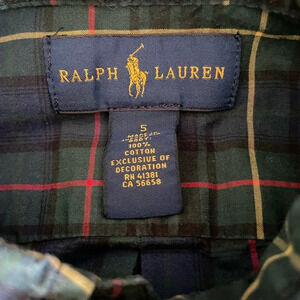 RALPH LAUREN
5
100%
COTTON
EXCLUSIVE OF
DECORATION
RN 41381
CA 56658